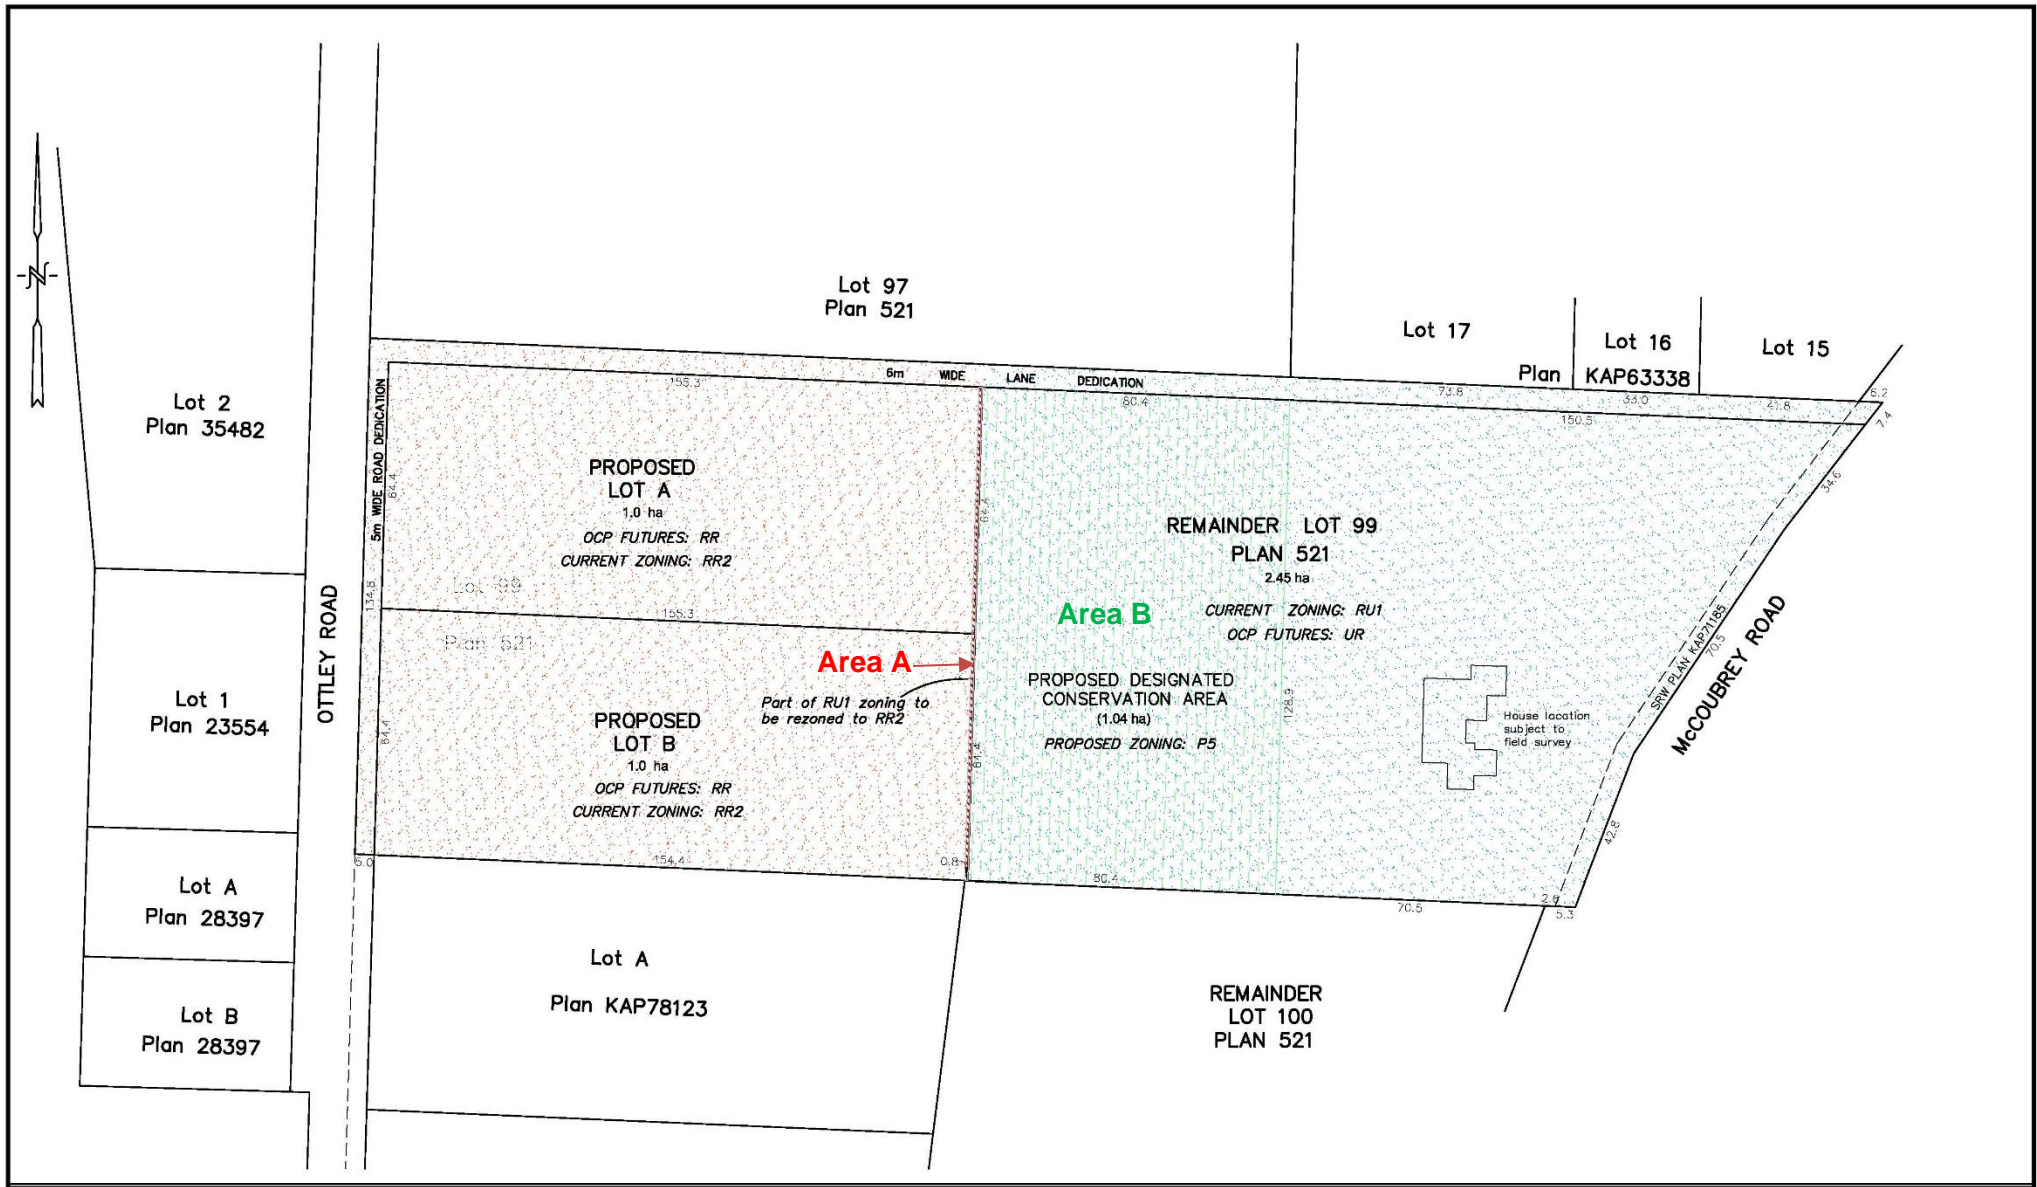 N
Lot 97
Plan 521
Lot 17
Lot 16
Lot 15
Plan KAP63338
Lot 2
Plan 35482
5m WIDE ROAD DEDICATION
6m WIDE LANE DEDICATION
155.3
80.4
73.8
33.0
41.8
6.2
150.5
7.4
PROPOSED
LOT A
1.0 ha
OCP FUTURES: RR
CURRENT ZONING: RR2
64.4
64.4
34.6
REMAINDER LOT 99
PLAN 521
2.45 ha
CURRENT ZONING: RU1
OCP FUTURES: UR
Lot 99
Plan 521
134.8
155.3
Area A
Area B
OTTLEY ROAD
Lot 1
Plan 23554
SRW PLAN KAP71185
70.5
McCOUBREY ROAD
Part of RU1 zoning to
be rezoned to RR2
PROPOSED DESIGNATED
CONSERVATION AREA
(1.04 ha)
PROPOSED ZONING: P5
128.9
House location
subject to
field survey
PROPOSED
LOT B
1.0 ha
OCP FUTURES: RR
CURRENT ZONING: RR2
64.4
64.4
42.8
5.0
154.4
0.8
80.4
70.5
5.3
Lot A
Plan 28397
Lot B
Plan 28397
Lot A
Plan KAP78123
REMAINDER
LOT 100
PLAN 521